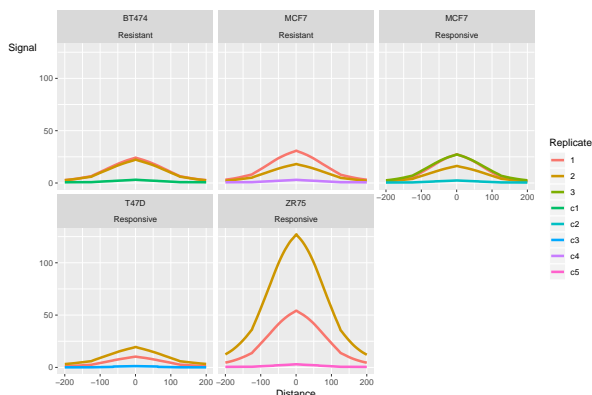 BT474 MCF7 MCF7
Resistant Resistant Responsive
Signal
100
50
0
−200 −100 0 100 200
T47D ZR75
Responsive Responsive
100
50
0
−200 −100 0 100 200 −200 −100 0 100 200
Distance
Replicate
1
2
3
c1
c2
c3
c4
c5